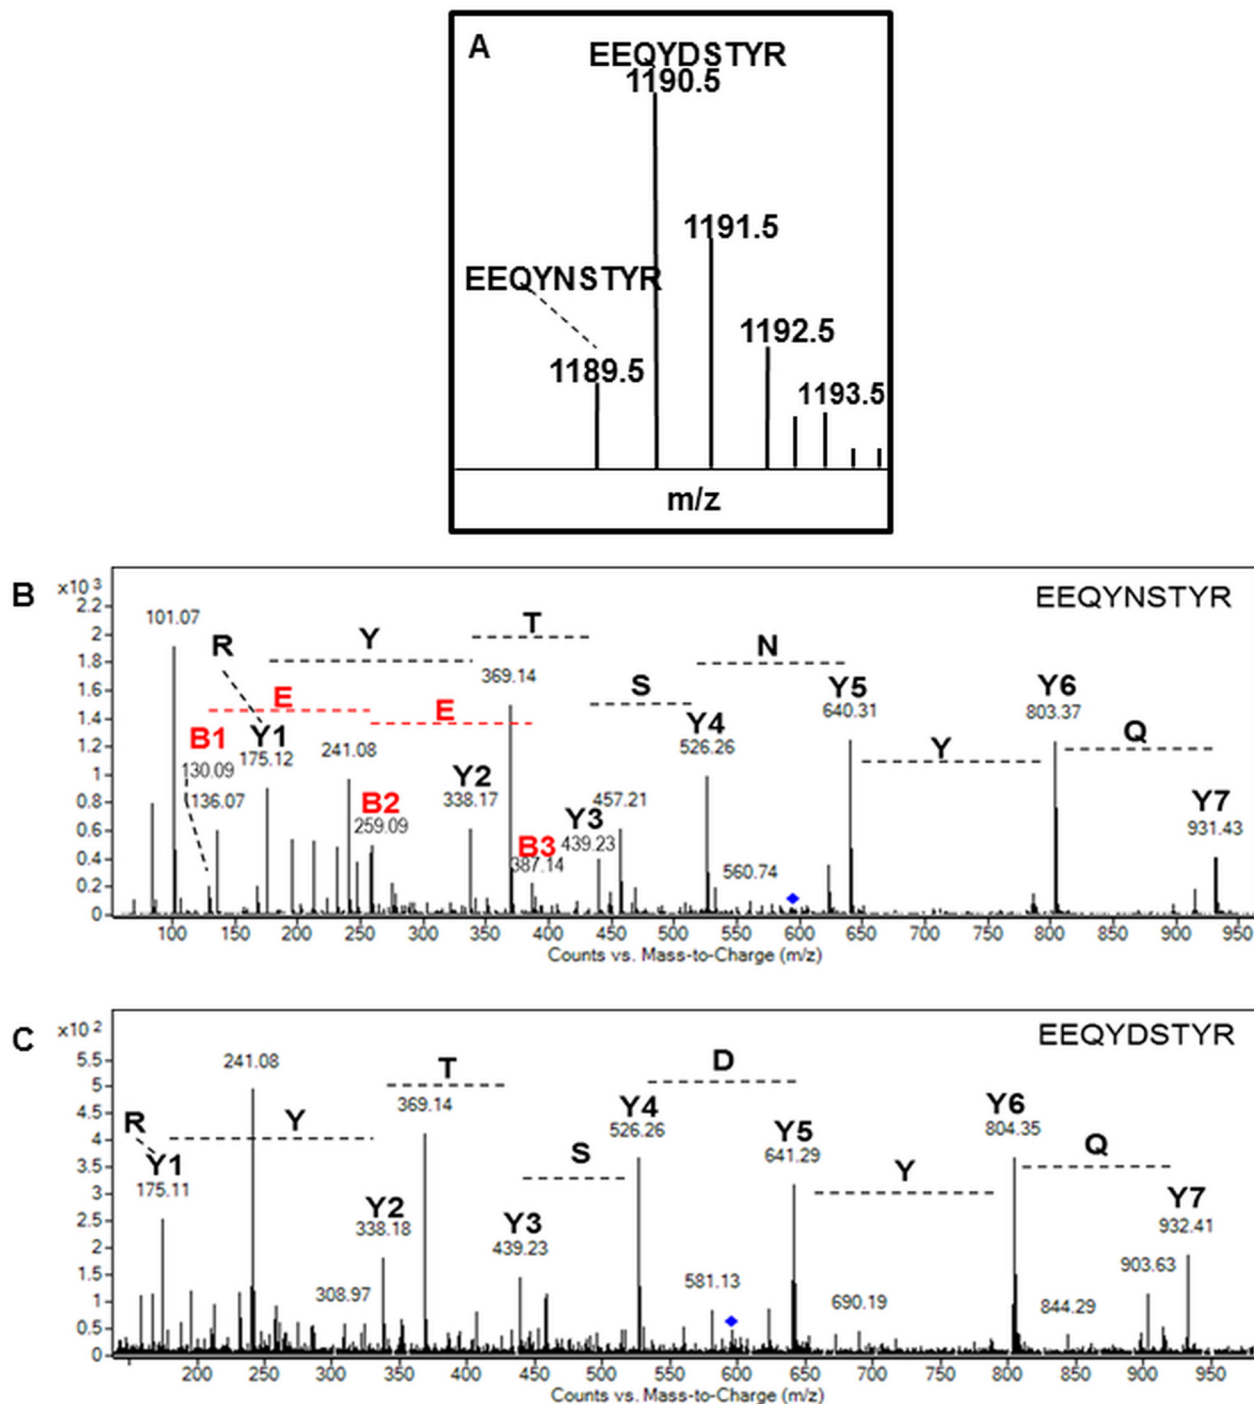 A
EEQYDSTYR
1190.5
1191.5
EEQYNSTYR
1192.5
1189.5
1193.5
m/z
B
x10 3
EEQYNSTYR
2.2
2
1.8
1.6
1.4
1.2
1
0.8
0.6
0.4
0.2
0
101.07
R
Y
T
N
369.14
S
Y5
640.31
Y6
803.37
E
E
B1
130.09
136.07
Y1
175.12
241.08
Y4
526.26
Y
Q
Y2
338.17
B2
259.09
Y3
439.23
457.21
B3
387.14
560.74
Y7
931.43
100 150 200 250 300 350 400 450 500 550 600 650 700 750 800 850 900 950
Counts vs. Mass-to-Charge (m/z)
C
x10 2
EEQYDSTYR
5.5
5
4.5
4
3.5
3
2.5
2
1.5
1
0.5
0
241.08
T
D
369.14
R
Y
Y4
526.26
Y6
804.35
Y1
175.11
S
Y5
641.29
Y
Q
Y2
338.18
Y3
439.23
Y7
932.41
308.97
581.13
690.19
844.29
903.63
200 250 300 350 400 450 500 550 600 650 700 750 800 850 900 950
Counts vs. Mass-to-Charge (m/z)